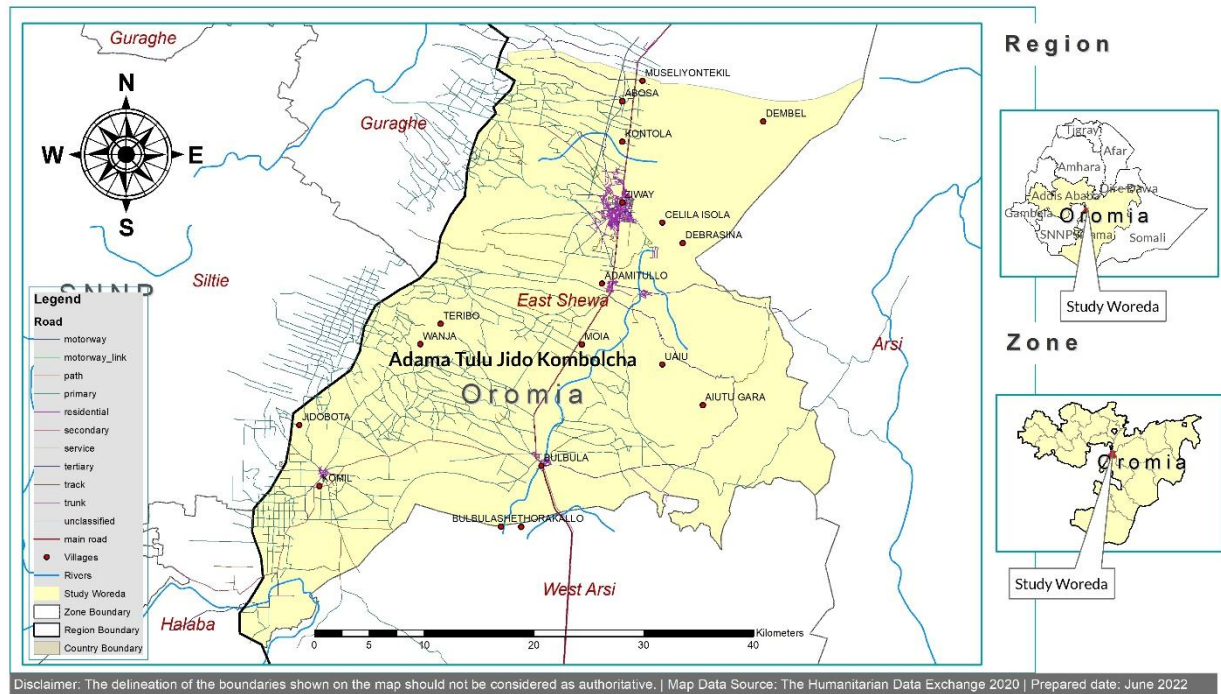 Guraghe
N
W
E
S
Guraghe
Siltie
SNNP
Legend
Road
motorway
motorway_link
path
primary
residential
secondary
service
tertiary
track
trunk
unclassified
main road
Villages
Rivers
Study Woreda
Zone Boundary
Region Boundary
Country Boundary
Halaba
MUSELIYONTEKIL
ABOSA
DEMBEL
KONTOLA
ZIWAY
CELILA ISOLA
DEBRASINA
ADAMITULLO
East Shewa
TERIBO
WANJA
MOIA
Adama Tulu Jido Kombolcha
UAIU
Arsi
Oromia
AIUTU GARA
JIDOBOTA
BULBULA
KOMIL
BULBULASHETHORAKALLO
West Arsi
Kilometers
0 5 10 20 30 40
Region
Tigray
Afar
Amhara
Dire Dawa
Addis Ababa
Gambela
Oromia
SNNP
Somali
Study Woreda
Zone
Oromia
Study Woreda
Disclaimer: The delineation of the boundaries shown on the map should not be considered as authoritative. | Map Data Source: The Humanitarian Data Exchange 2020 | Prepared date: June 2022